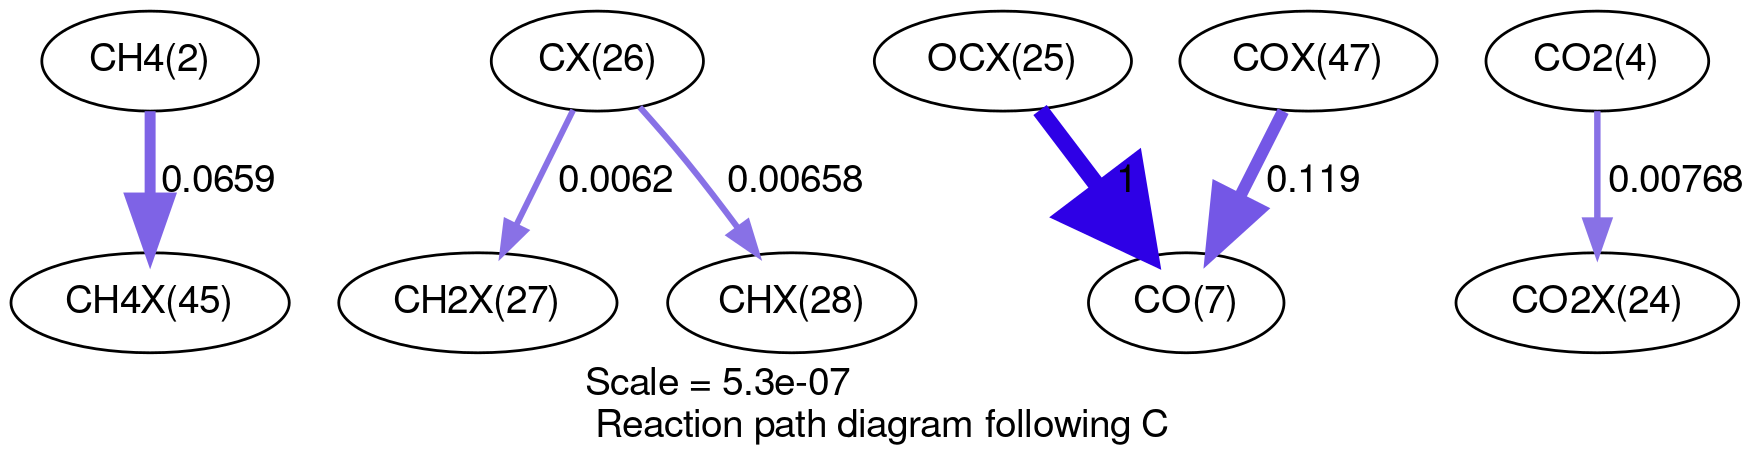 CH4(2)
CX(26)
OCX(25)
COX(47)
CO2(4)
0.0659
0.0062
0.00658
1
0.119
0.00768
CH4X(45)
CH2X(27)
CHX(28)
CO(7)
CO2X(24)
Scale = 5.3e-07
Reaction path diagram following C